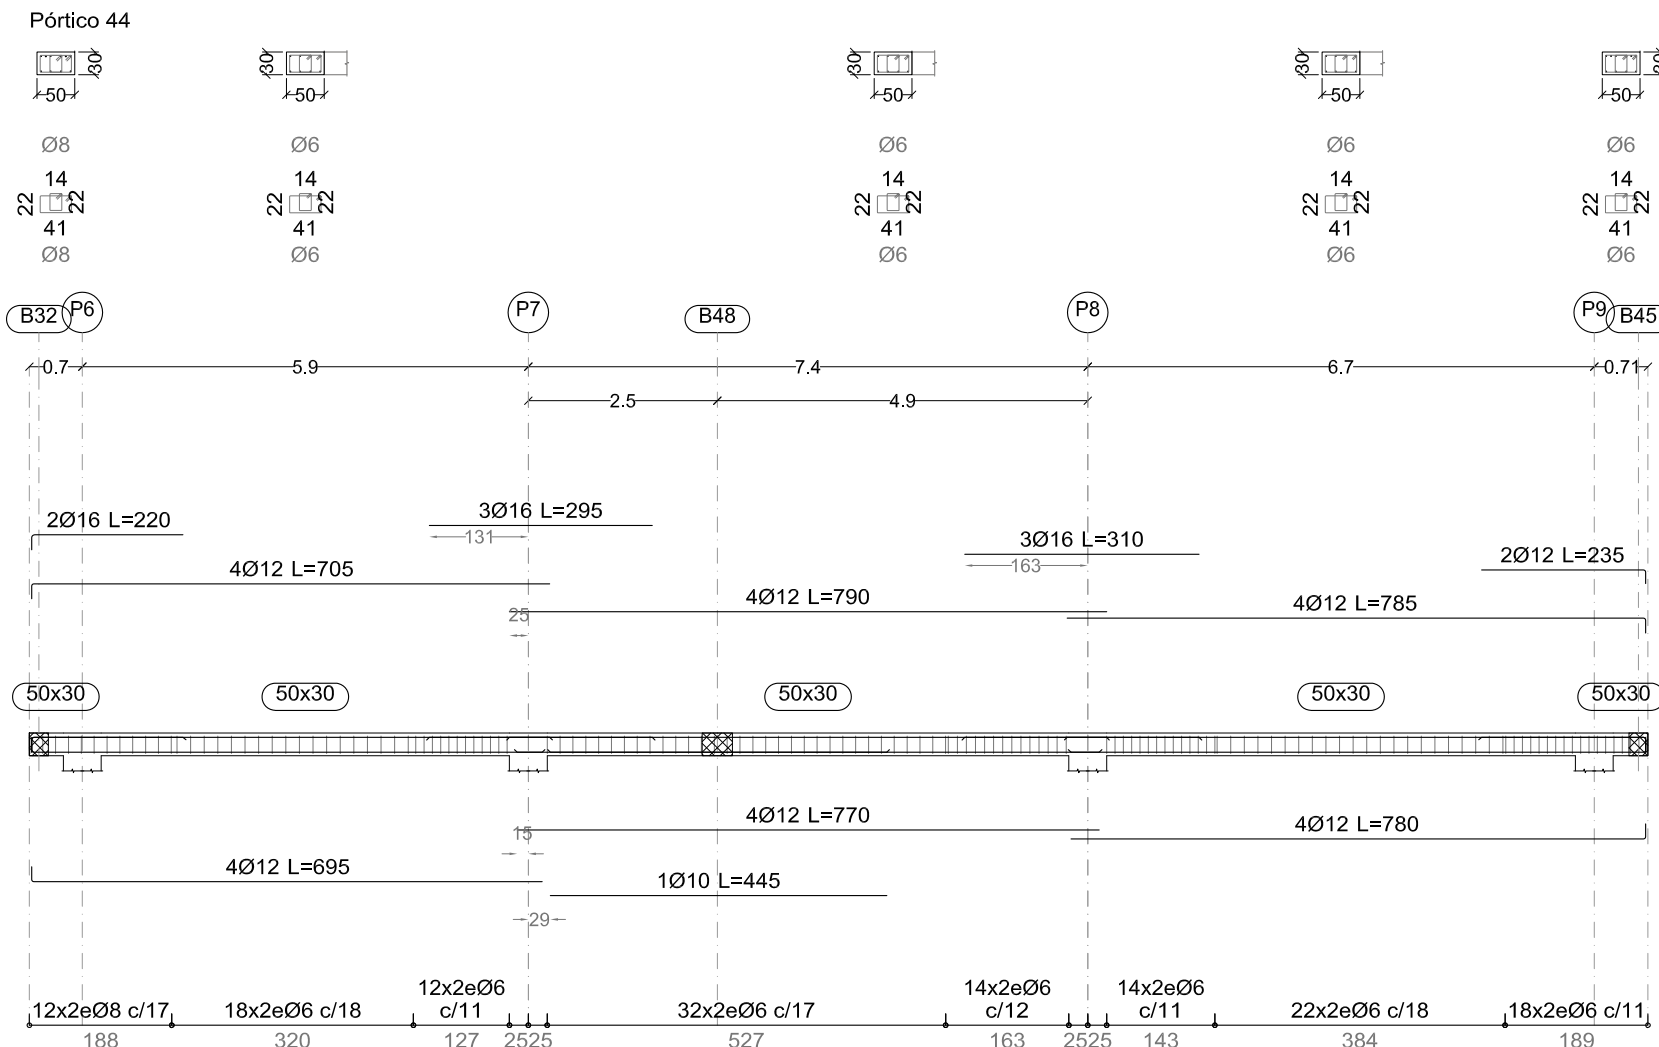 Pórtico 44
30 30 30 30 30
50 50 50 50 50
Ø8 Ø6 Ø6 Ø6 Ø6
14 14 14 14 14
22 22 22 22 22 22 22 22 22 22
41 41 41 41 41
Ø8 Ø6 Ø6 Ø6 Ø6
B32 P6 P7 B48 P8 P9 B45
0.7 5.9 7.4 6.7 0.71
2.5 4.9
2Ø16 L=220 3Ø16 L=295
131 3Ø16 L=310
163 2Ø12 L=235
4Ø12 L=705
4Ø12 L=790 4Ø12 L=785
25
50x30 50x30 50x30 50x30 50x30
4Ø12 L=770 4Ø12 L=780
15
4Ø12 L=695 1Ø10 L=445
29
12x2eØ8 c/17 18x2eØ6 c/18 12x2eØ6 c/11 32x2eØ6 c/17 14x2eØ6 c/12 14x2eØ6 c/11 22x2eØ6 c/18 18x2eØ6 c/11
188 320 127 25 25 527 163 25 25 143 384 189